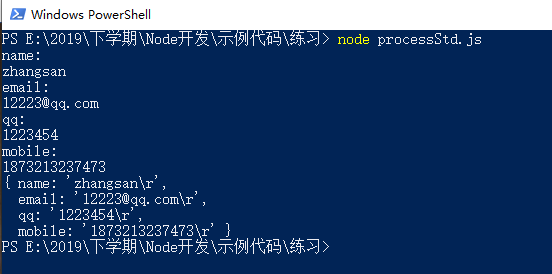 Windows PowerShell
PS E:\2019\下学期\Node开发\示例代码\练习> node processStd.js
name:
zhangsan
email:
12223@qq.com
qq:
1223454
mobile:
1873213237473
{ name: 'zhangsan\r',
  email: '12223@qq.com\r',
  qq: '1223454\r',
  mobile: '1873213237473\r' }
PS E:\2019\下学期\Node开发\示例代码\练习>